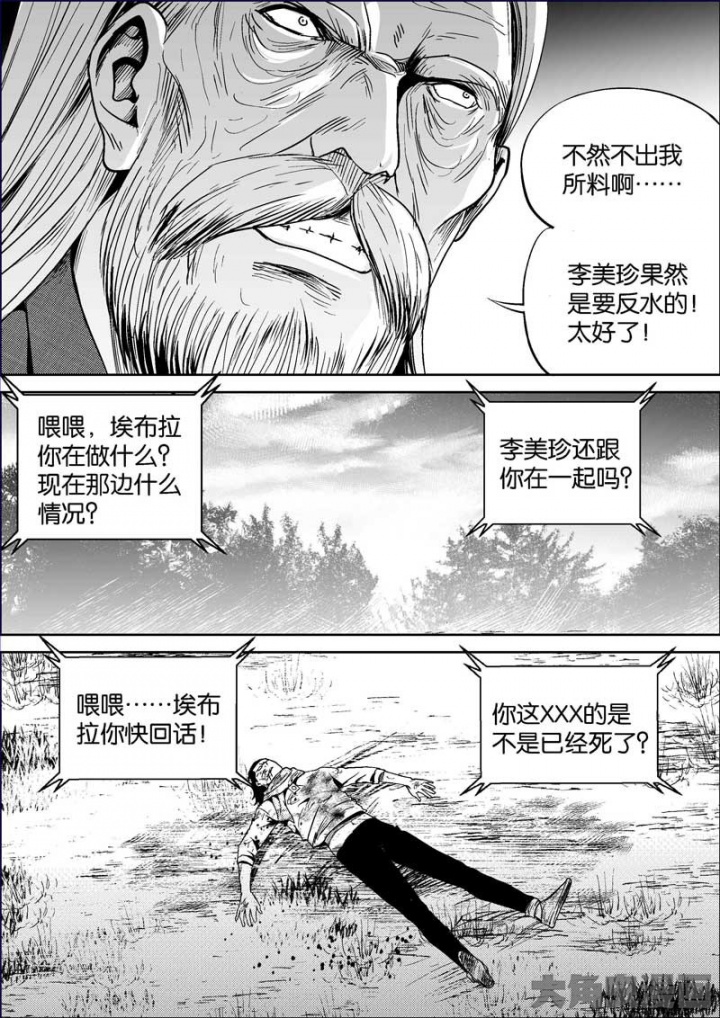 不然不出我
所料啊……
李美珍果然
是要反水的！
太好了！
喂喂，埃布拉
你在做什么？
现在那边什么
情况？
李美珍还跟
你在一起吗？
喂喂……埃布
拉你快回话！
你这XXX的是
不是已经死了？